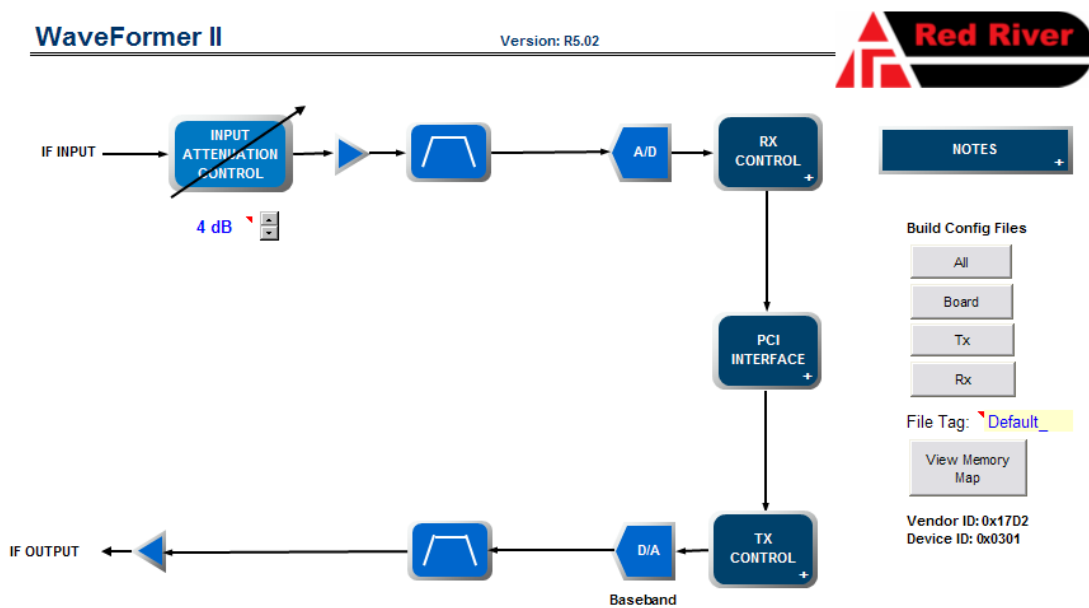 WaveFormer II
Version: R5.02
Red River
IF INPUT
INPUT
ATTENUATION
CONTROL
A/D
RX
CONTROL
+
NOTES
+
4 dB
Build Config Files
All
Board
Tx
Rx
PCI
INTERFACE
+
File Tag: Default_
View Memory
Map
Vendor ID: 0x17D2
Device ID: 0x0301
IF OUTPUT
D/A
Baseband
TX
CONTROL
+